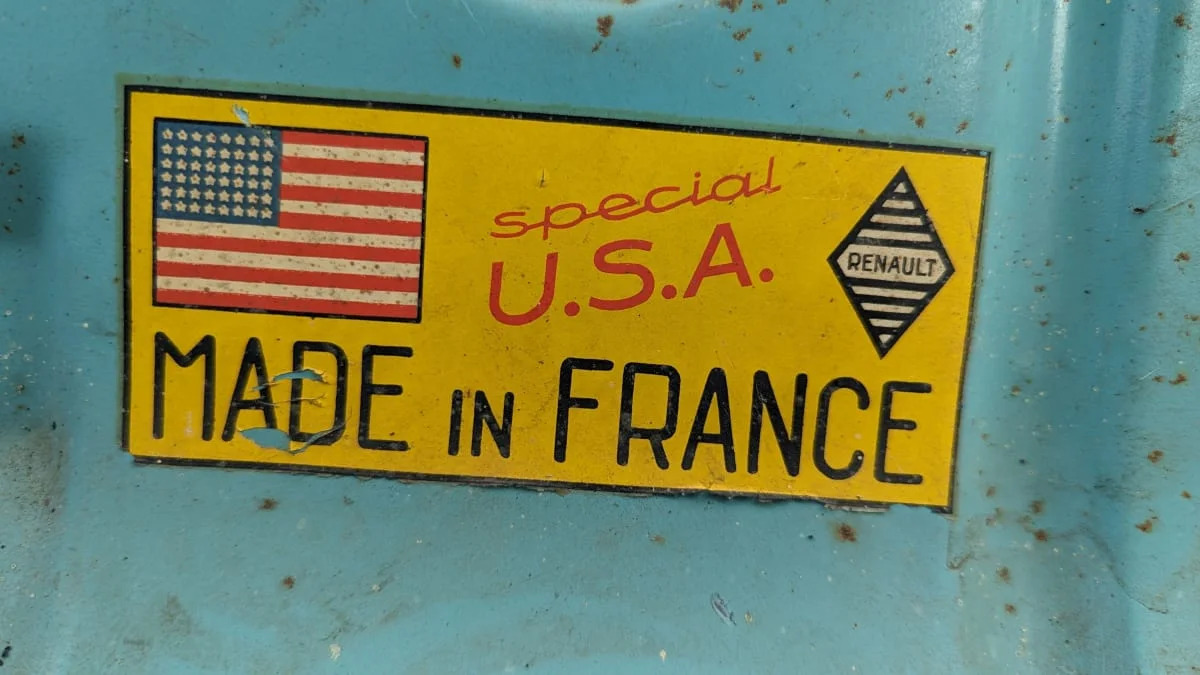 special
U.S.A.
RENAULT
MADE IN FRANCE